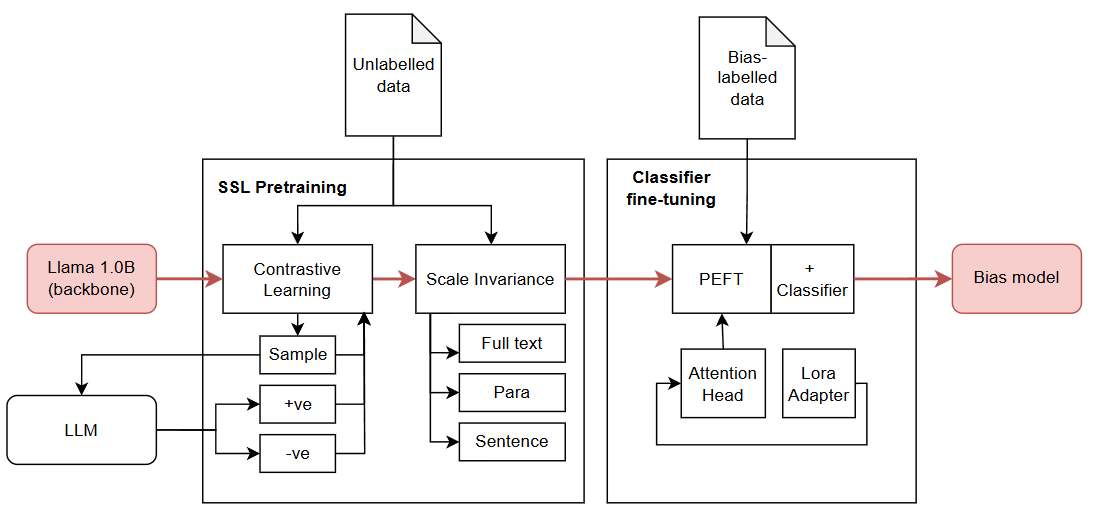 Unlabelled
data
Bias-
labelled
data
SSL Pretraining
Classifier
fine-tuning
Llama 1.0B
(backbone)
Contrastive
Learning
Scale Invariance
PEFT
+
Classifier
Bias model
Sample
+ve
-ve
LLM
Full text
Para
Sentence
Attention
Head
Lora
Adapter